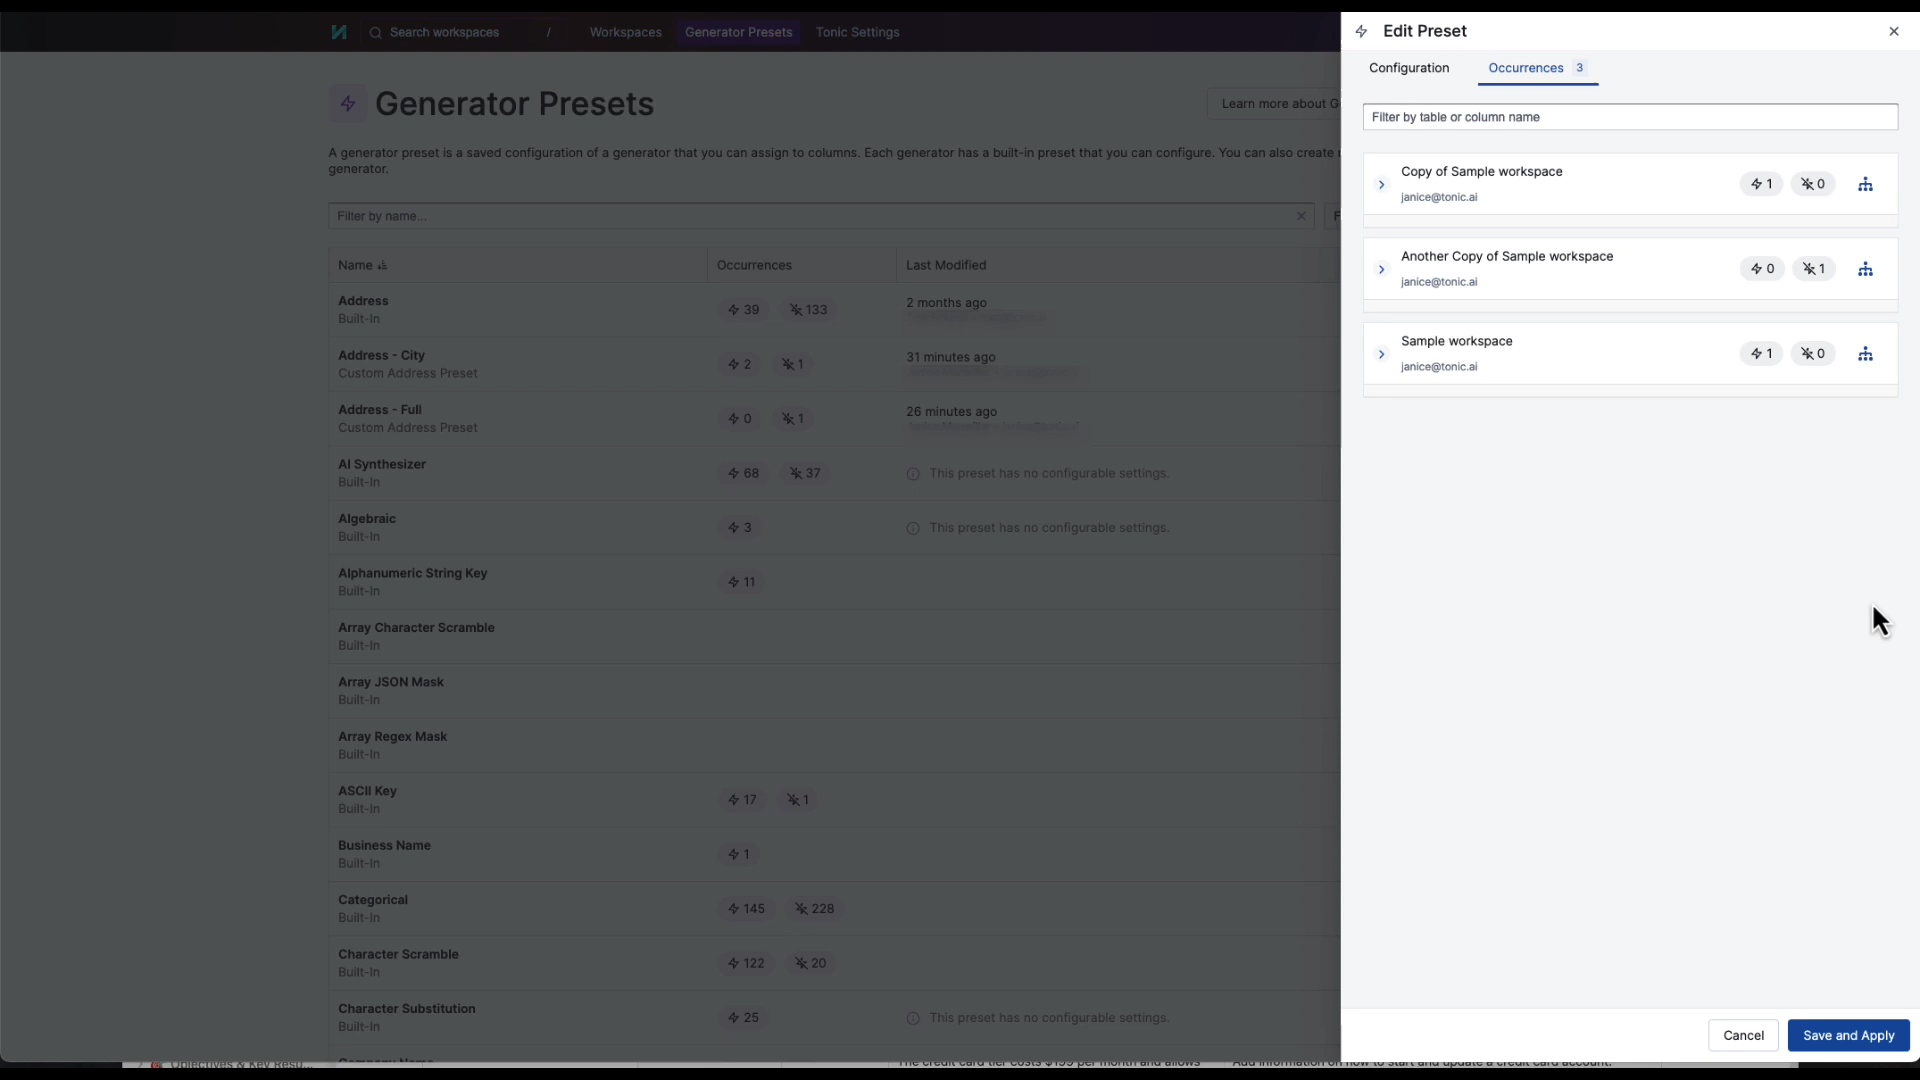 Search workspaces
/
Workspaces
Generator Presets
Tonic Settings
Generator Presets
Learn more about G
A generator preset is a saved configuration of a generator that you can assign to columns. Each generator has a built-in preset that you can configure. You can also create
generator.
Filter by name...
F
Name
Occurrences
Last Modified
Address
Built-In
39
133
2 months ago
Address - City
Custom Address Preset
2
1
31 minutes ago
Address - Full
Custom Address Preset
0
1
26 minutes ago
AI Synthesizer
Built-In
68
37
This preset has no configurable settings.
Algebraic
Built-In
3
This preset has no configurable settings.
Alphanumeric String Key
Built-In
11
Array Character Scramble
Built-In
Array JSON Mask
Built-In
Array Regex Mask
Built-In
ASCII Key
Built-In
17
1
Business Name
Built-In
1
Categorical
Built-In
145
228
Character Scramble
Built-In
122
20
Character Substitution
Built-In
25
This preset has no configurable settings.
Edit Preset
Configuration
Occurrences 3
Filter by table or column name
Copy of Sample workspace
janice@tonic.ai
1
0
Another Copy of Sample workspace
janice@tonic.ai
0
1
Sample workspace
janice@tonic.ai
1
0
Cancel
Save and Apply